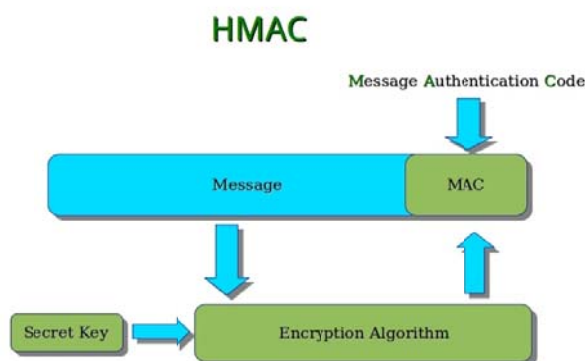 HMAC
Message Authentication Code
Message
MAC
Secret Key
Encryption Algorithm